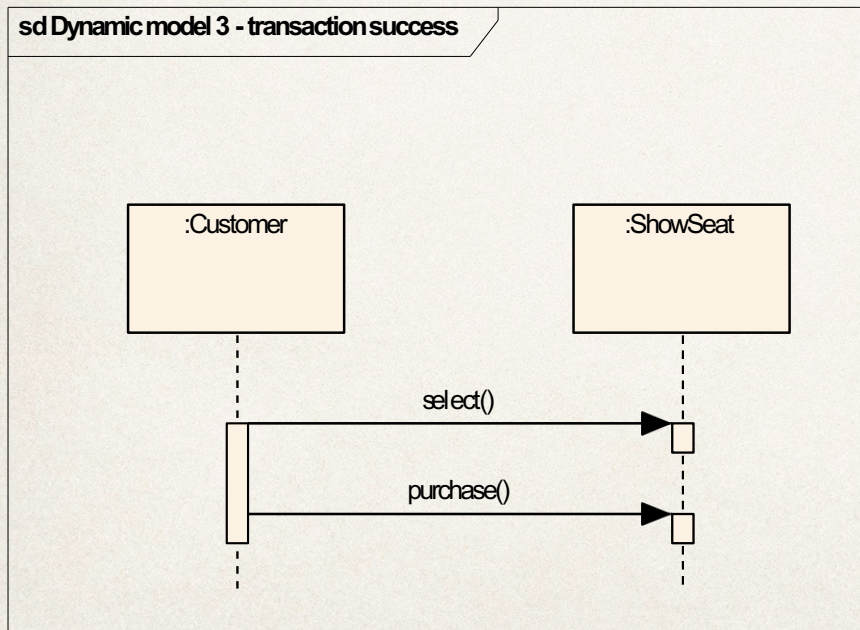 sd Dynamic model 3 - transaction success
:Customer
:ShowSeat
select()
purchase()